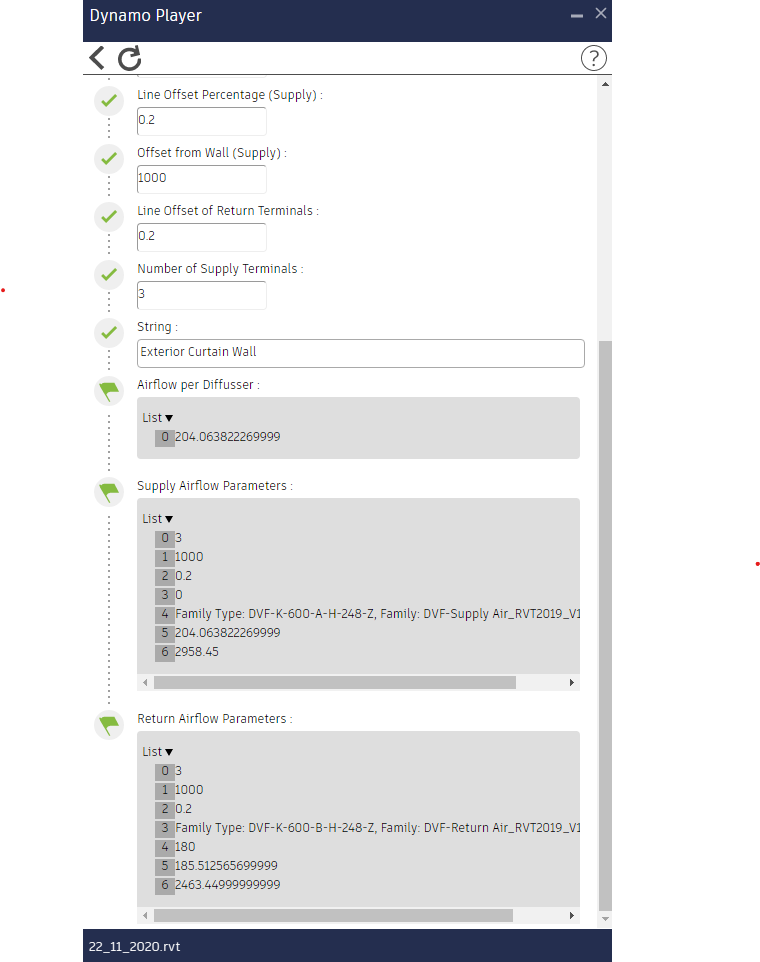 Dynamo Player
?
Line Offset Percentage (Supply) :
0.2
Offset from Wall (Supply) :
1000
Line Offset of Return Terminals :
0.2
Number of Supply Terminals :
3
String :
Exterior Curtain Wall
Airflow per Diffusser :
List ▼
0 204.063822269999
Supply Airflow Parameters :
List ▼
0 3
1 1000
2 0.2
3 0
4 Family Type: DVF-K-600-A-H-248-Z, Family: DVF-Supply Air_RVT2019_V1
5 204.063822269999
6 2958.45
Return Airflow Parameters :
List ▼
0 3
1 1000
2 0.2
3 Family Type: DVF-K-600-B-H-248-Z, Family: DVF-Return Air_RVT2019_V1
4 180
5 185.512565699999
6 2463.44999999999
22_11_2020.rvt